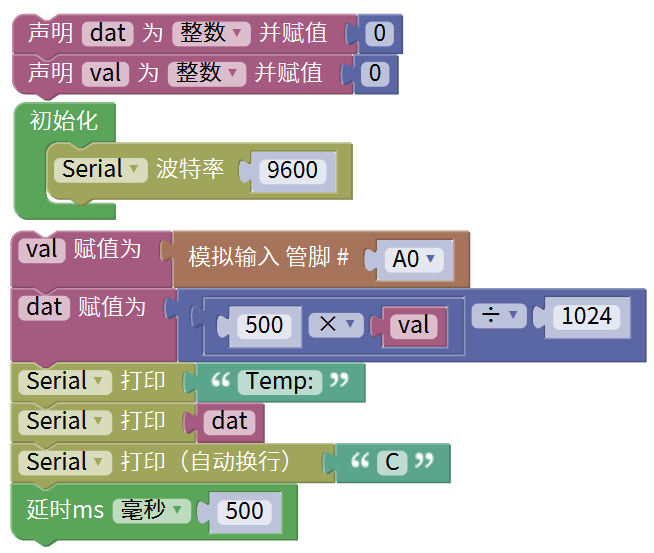 声明 dat 为 整数 并赋值 0
声明 val 为 整数 并赋值 0
初始化
Serial 波特率 9600
val 赋值为 模拟输入 管脚 # A0
dat 赋值为 500 × val ÷ 1024
Serial 打印 “ Temp: ”
Serial 打印 dat
Serial 打印（自动换行） “ C ”
延时ms 毫秒 500